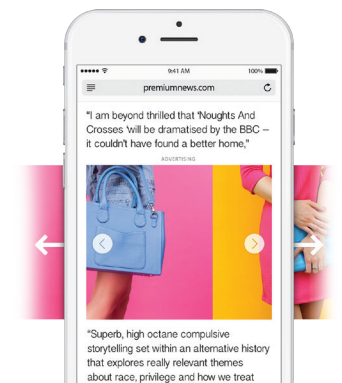 9:41 AM
100%
premiumnews.com
“I am beyond thrilled that ‘Noughts And
Crosses ‘will be dramatised by the BBC –
it couldn’t have found a better home,”
ADVERTISING
“Superb, high octane compulsive
storytelling set within an alternative history
that explores really relevant themes
about race, privilege and how we treat